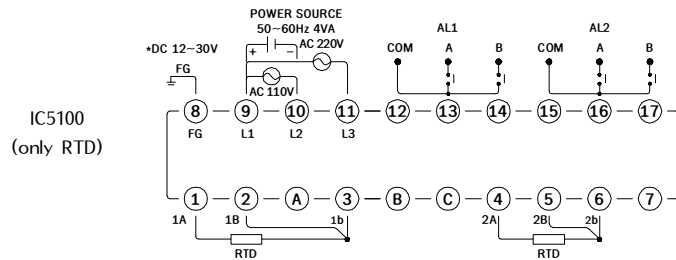 POWER SOURCE
50~60Hz 4VA
*DC 12~30V
+ −
AC 220V
FG
AC 110V
AL1
COM A B
AL2
COM A B
IC5100
(only RTD)
8 9 10 11 12 13 14 15 16 17
FG L1 L2 L3
1 2 A 3 B C 4 5 6 7
1A 1B 1b 2A 2B 2b
RTD RTD